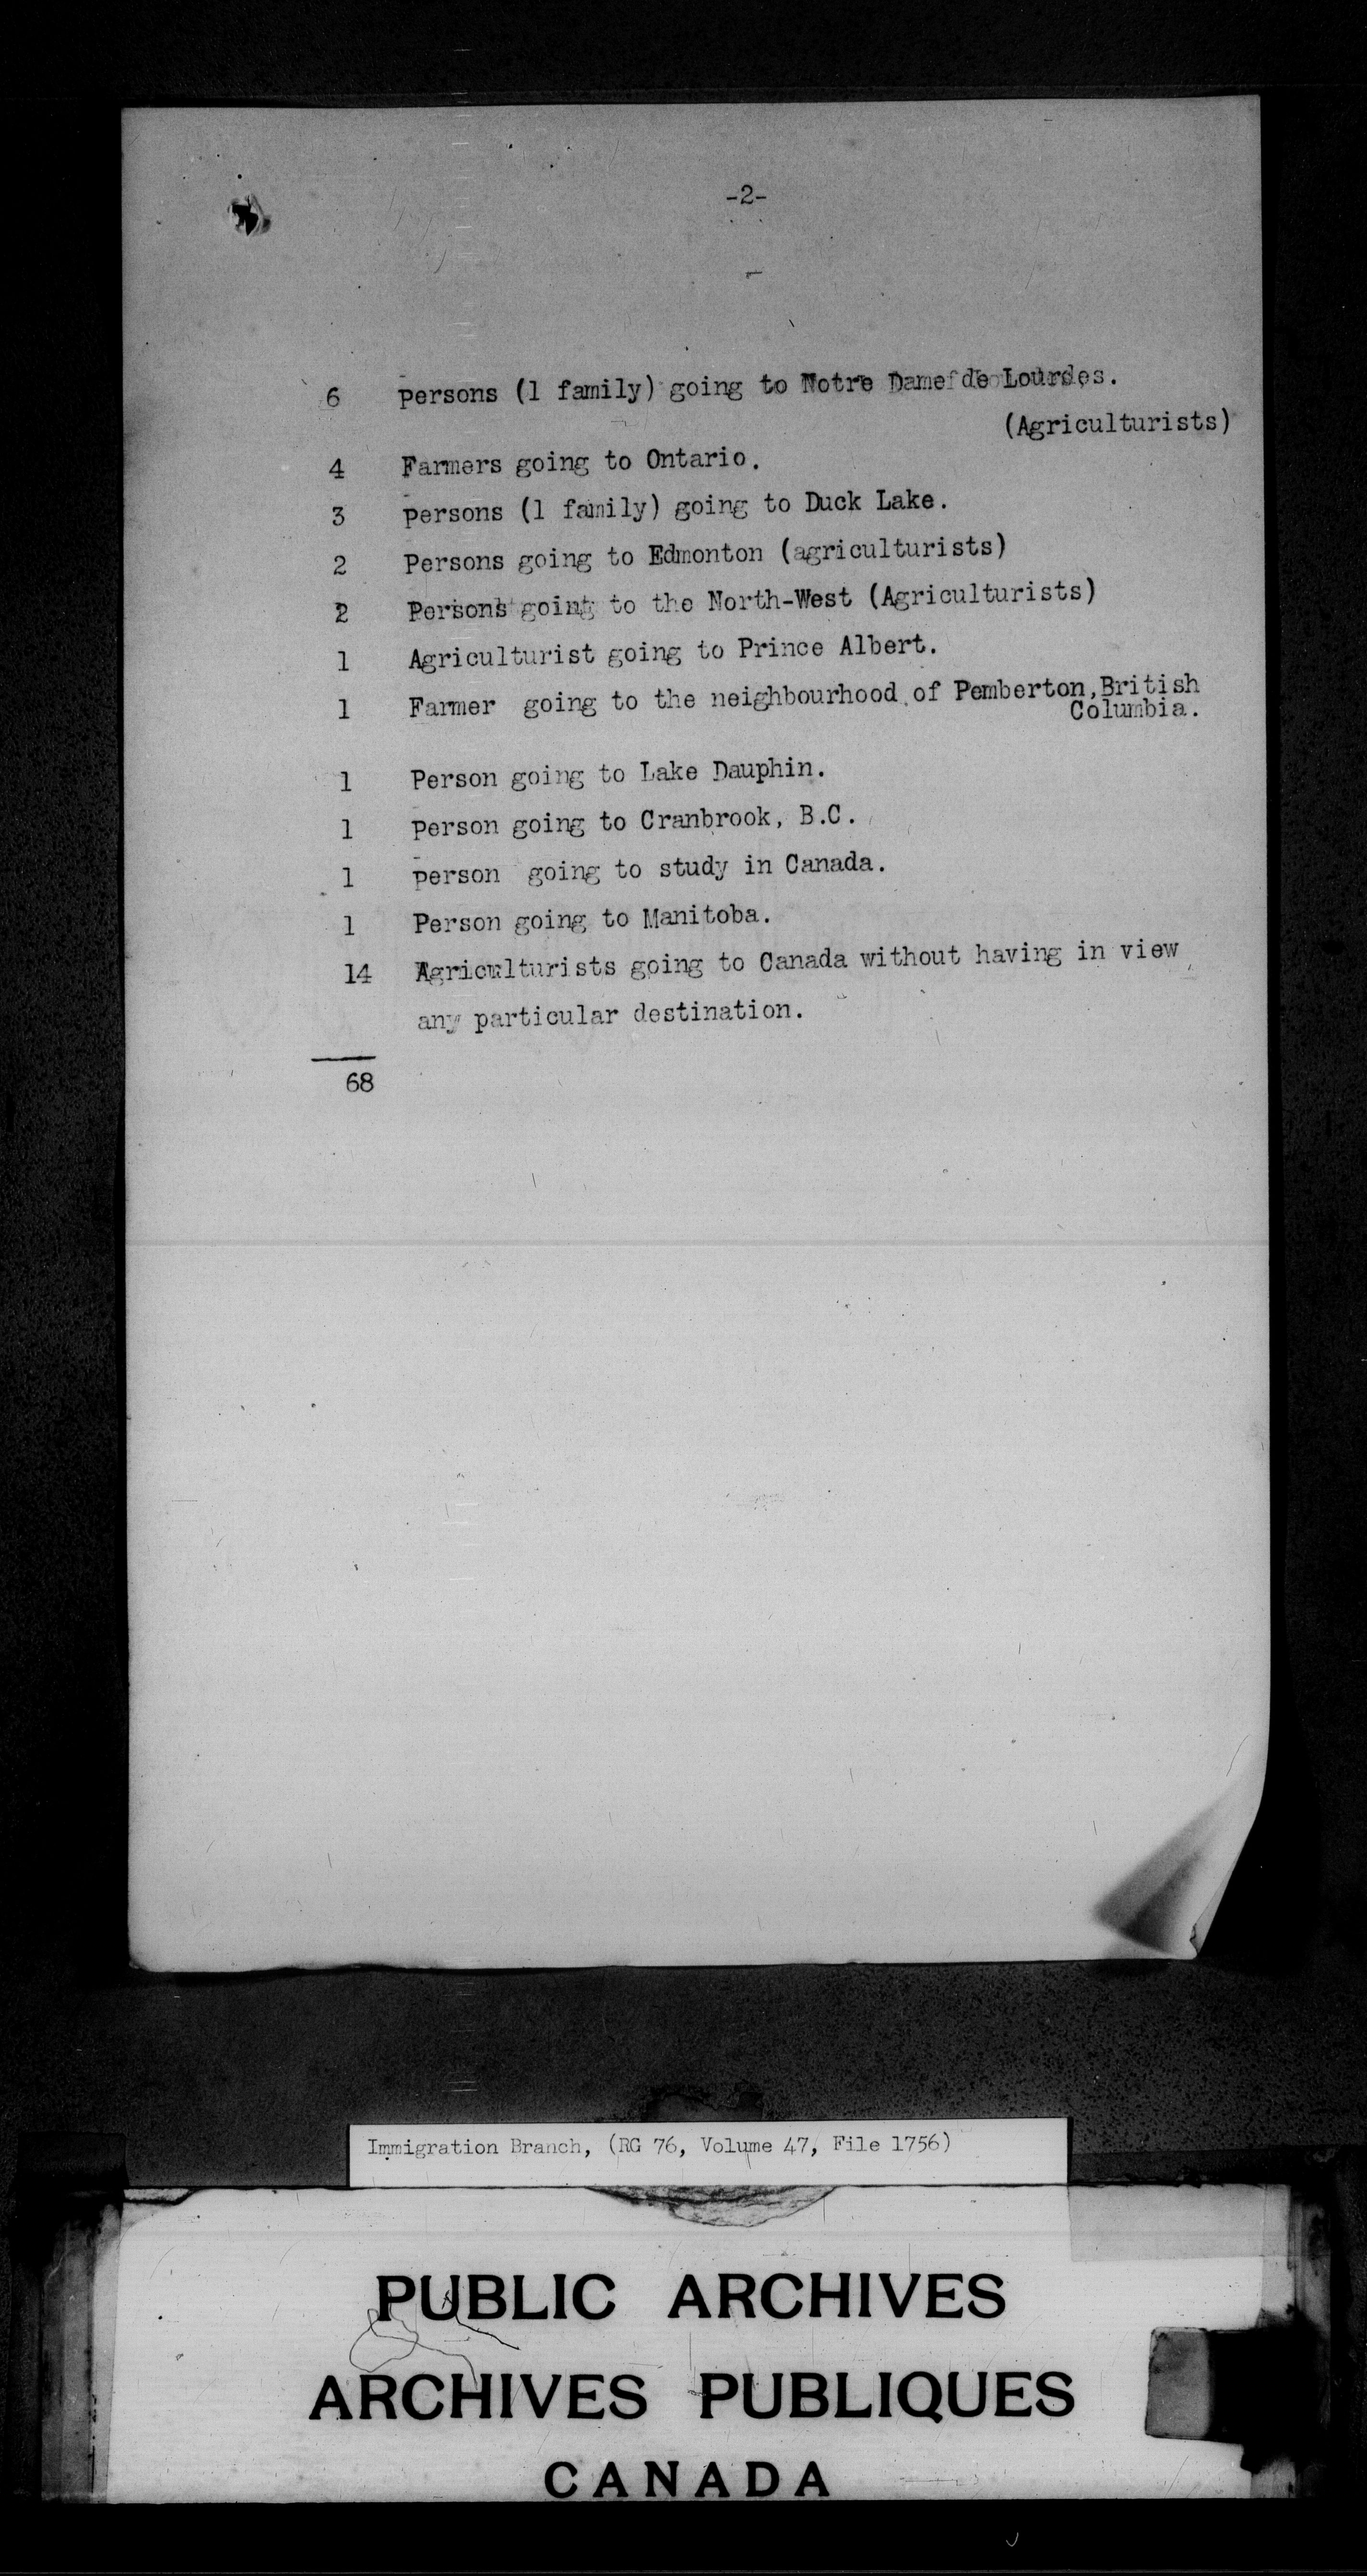 -2-
6 persons (1 family) going to Notre Dame de Lourdes.
(Agriculturists)
4 Farmers going to Ontario.
3 persons (1 family) going to Duck Lake.
2 Persons going to Edmonton (agriculturists)
2 Persons going to the North-West (Agriculturists)
1 Agriculturist going to Prince Albert.
1 Farmer going to the neighbourhood of Pemberton, British
Columbia.
1 Person going to Lake Dauphin.
1 person going to Cranbrook, B.C.
1 person going to study in Canada.
1 Person going to Manitoba.
14 Agriculturists going to Canada without having in view
any particular destination.
68
Immigration Branch, (RG 76, Volume 47, File 1756)
PUBLIC ARCHIVES
ARCHIVES PUBLIQUES
CANADA